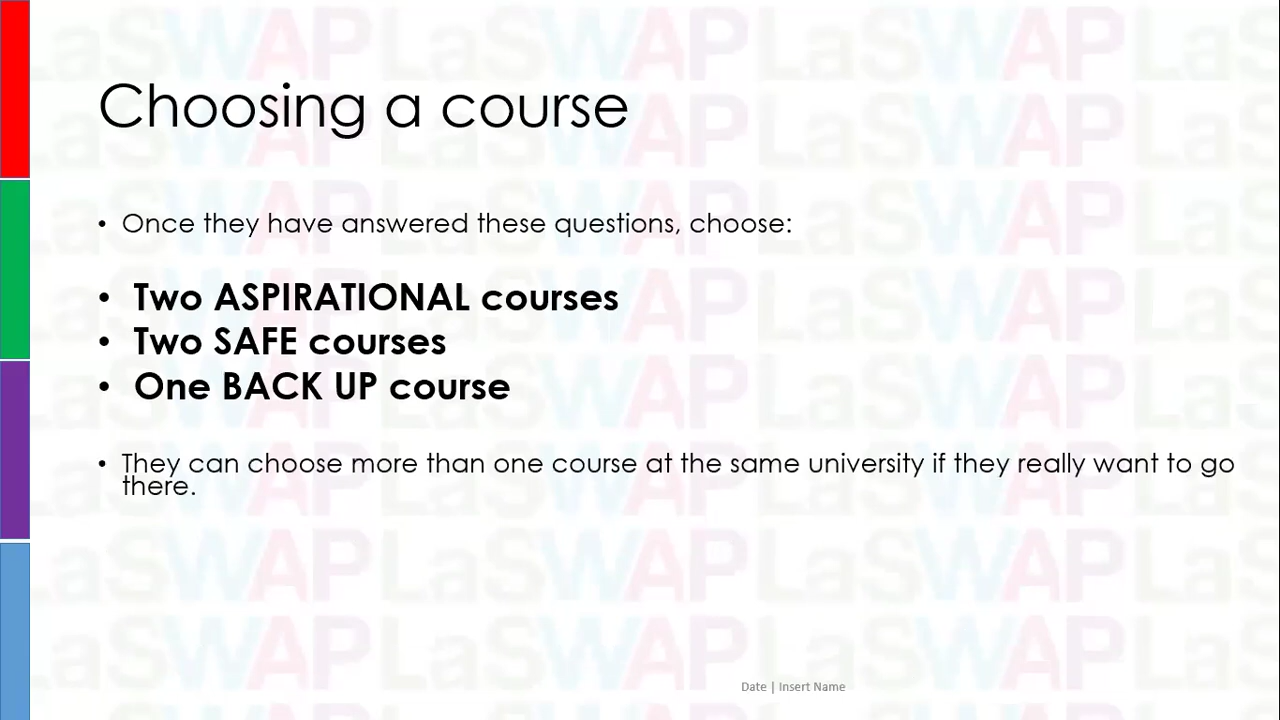 Choosing a course
• Once they have answered these questions, choose:
• Two ASPIRATIONAL courses
• Two SAFE courses
• One BACK UP course
• They can choose more than one course at the same university if they really want to go
there.
Date | Insert Name